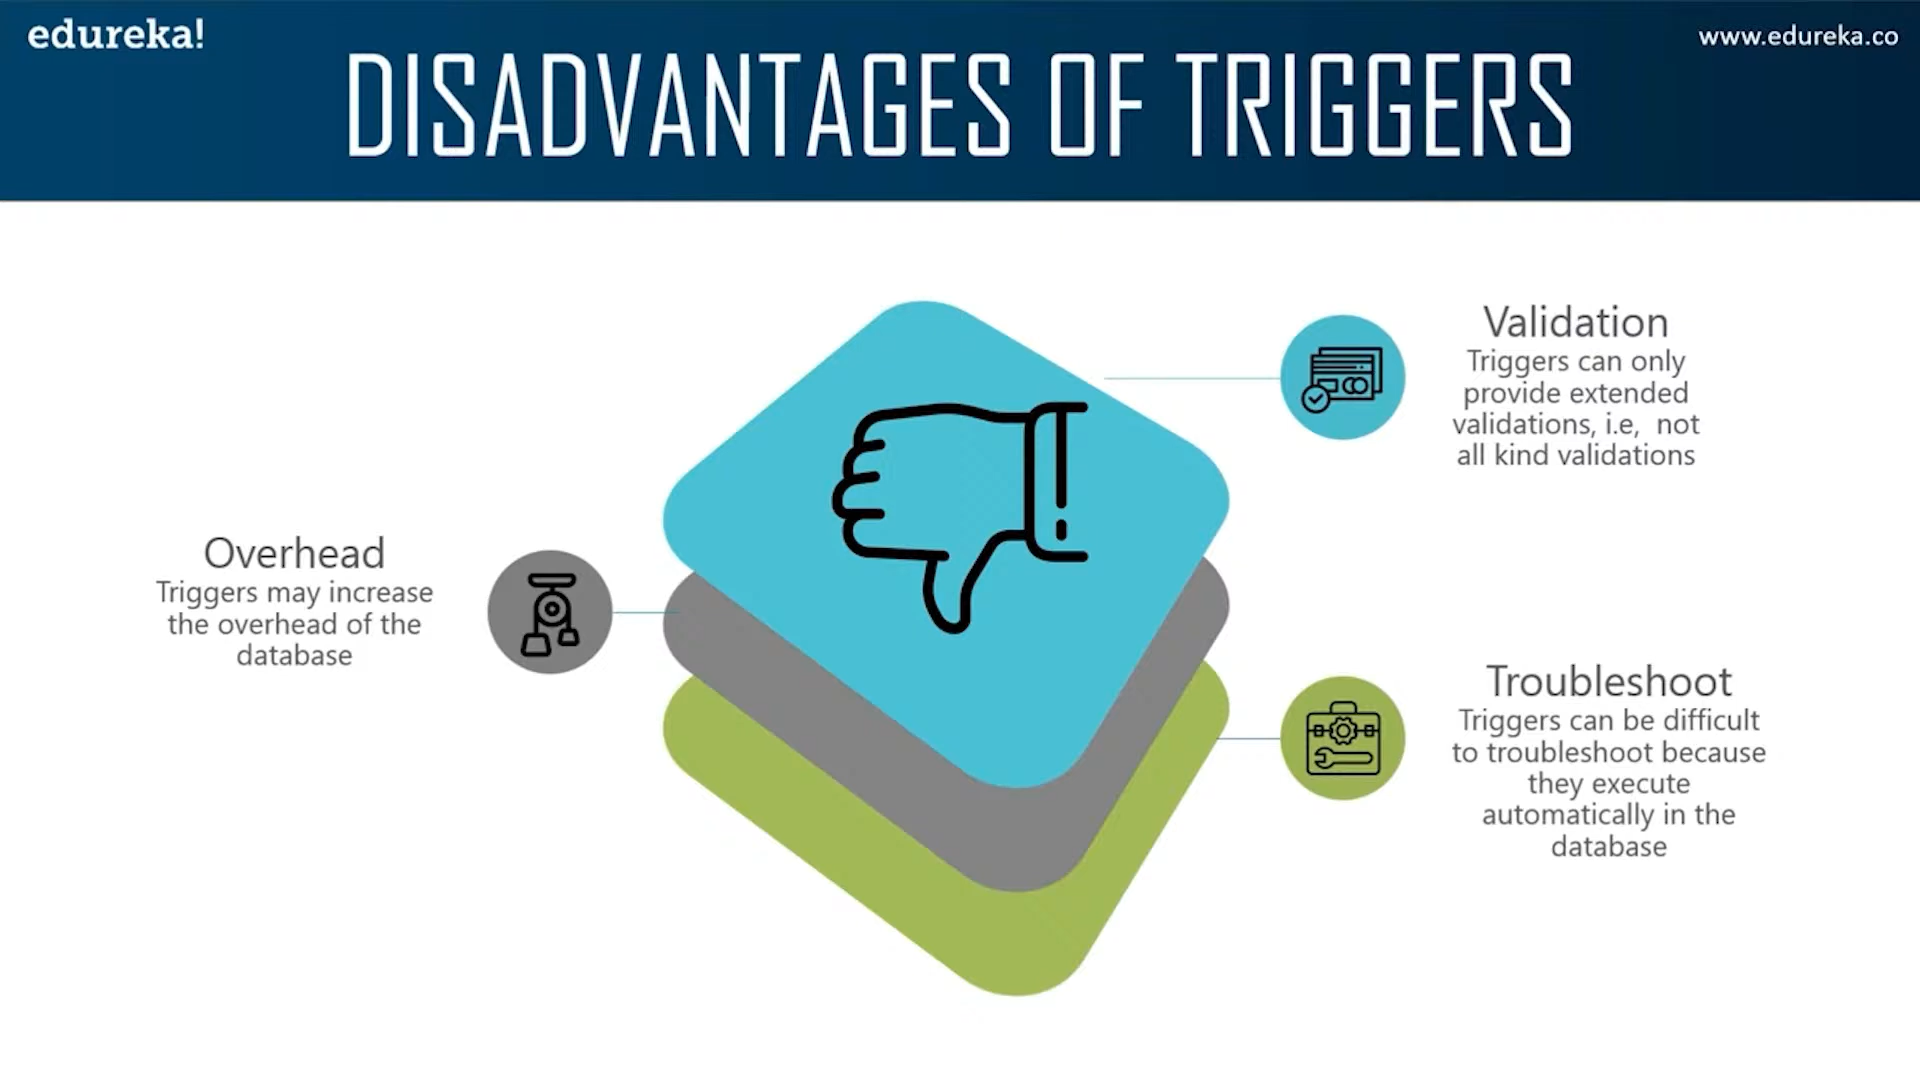 edureka!
www.edureka.co
DISADVANTAGES OF TRIGGERS
Validation
Triggers can only
provide extended
validations, i.e,  not
all kind validations
Overhead
Triggers may increase
the overhead of the
database
Troubleshoot
Triggers can be difficult
to troubleshoot because
they execute
automatically in the
database